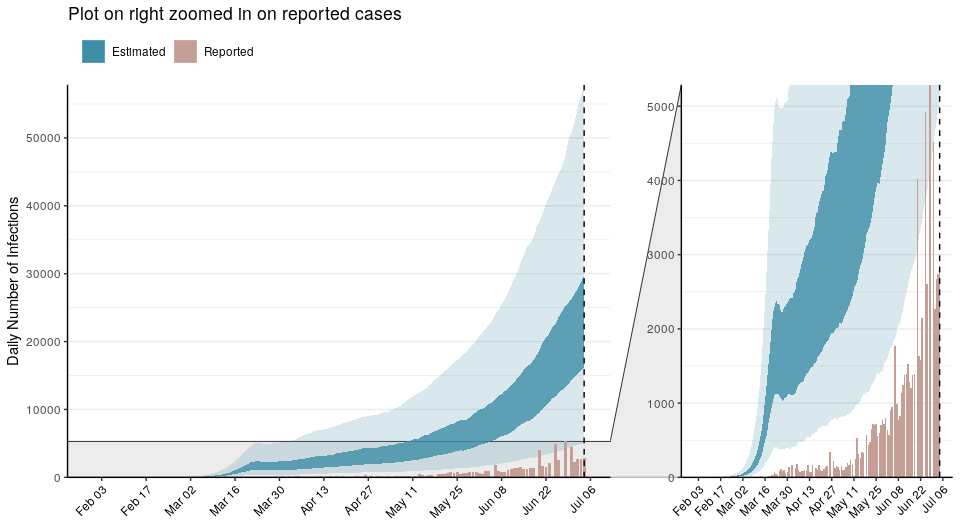 Plot on right zoomed in on reported cases
Estimated Reported
Daily Number of Infections
50000
40000
30000
20000
10000
0
Feb 03 Feb 17 Mar 02 Mar 16 Mar 30 Apr 13 Apr 27 May 11 May 25 Jun 08 Jun 22 Jul 06
5000
4000
3000
2000
1000
0
Feb 03 Feb 17 Mar 02 Mar 16 Mar 30 Apr 13 Apr 27 May 11 May 25 Jun 08 Jun 22 Jul 06